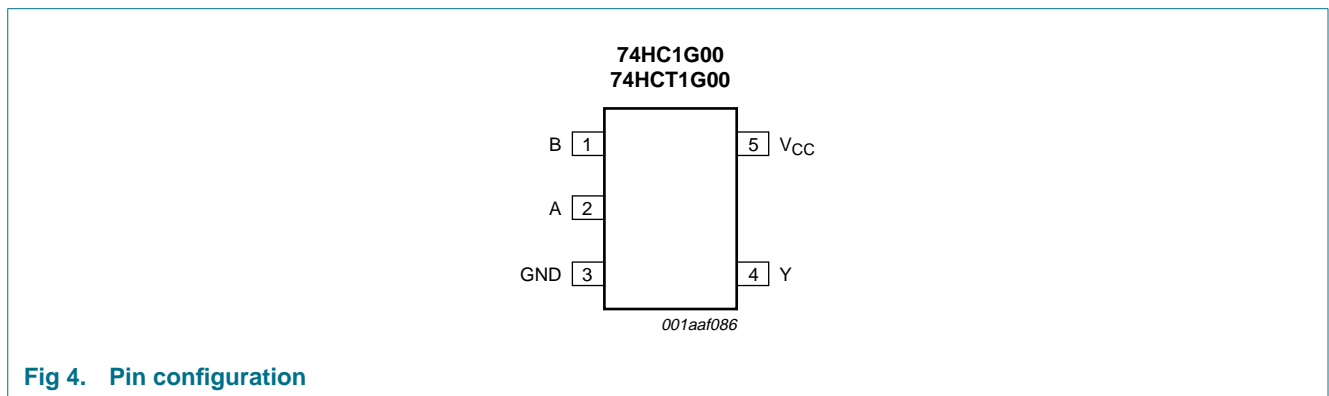 74HC1G00
74HCT1G00
B 1
5 VCC
A 2
GND 3
4 Y
001aaf086
Fig 4. Pin configuration